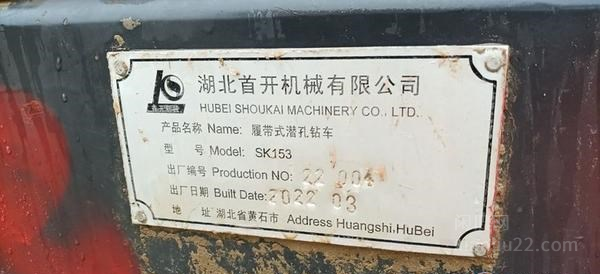 湖北首开机械有限公司
HUBEI SHOUKAI MACHINERY CO., LTD.
产品名称 Name: 履带式潜孔钻车
型 号 Model: SK153
出厂编号 Production NO: 22 004
出厂日期 Built Date: 2022 03
地 址 湖北省黄石市 Address Huangshi,HuBei